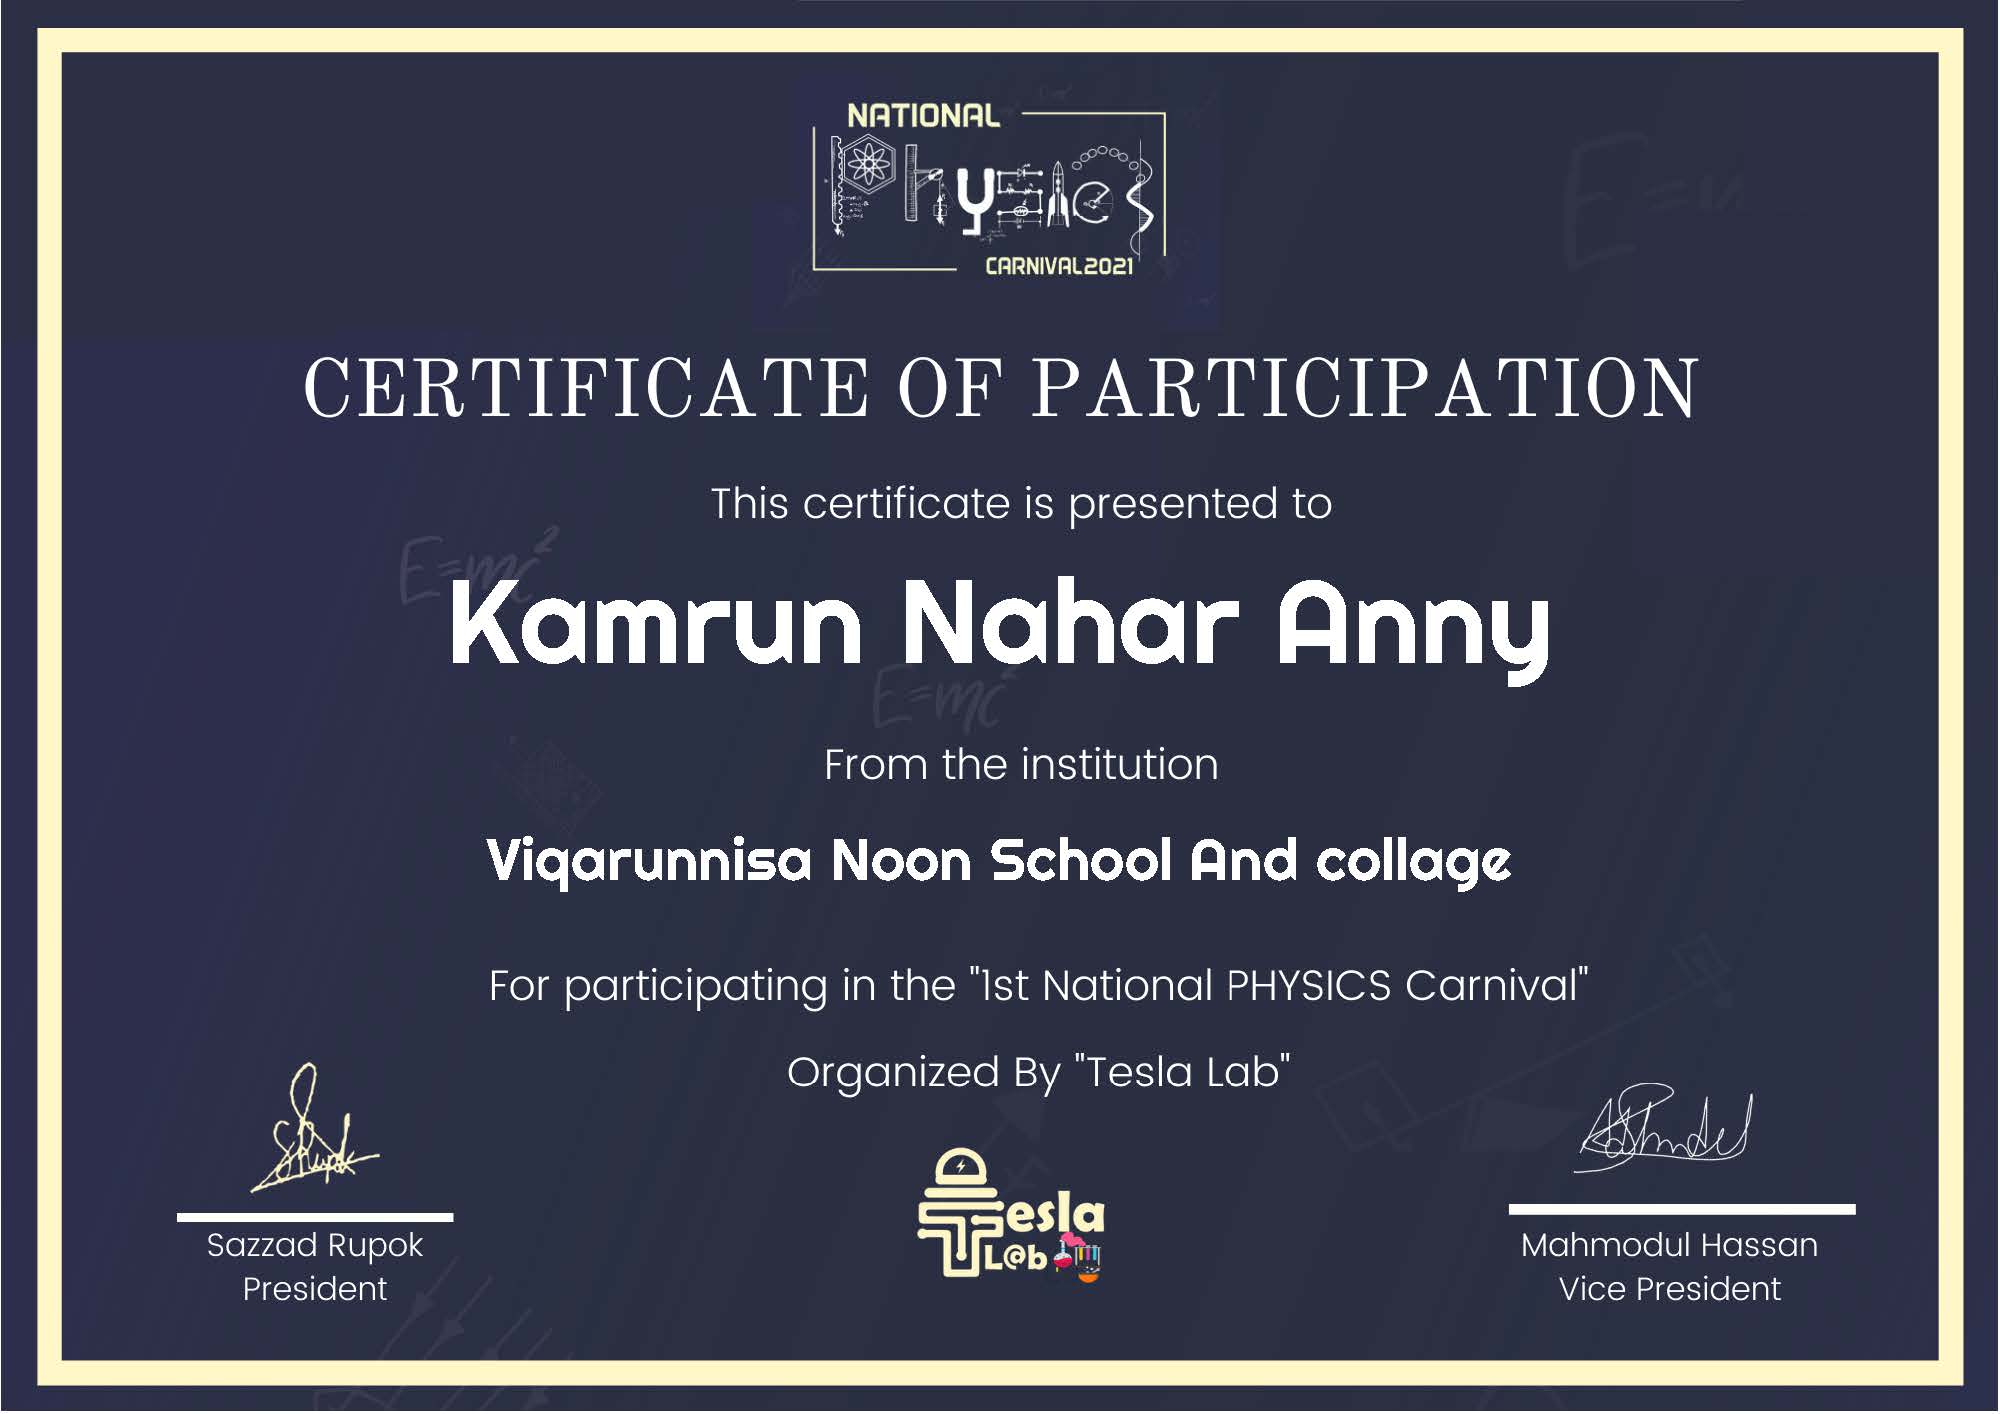 NATIONAL
Physics
CARNIVAL2021
CERTIFICATE OF PARTICIPATION
This certificate is presented to
E=mc²
Kamrun Nahar Anny
E=mc²
From the institution
Viqarunnisa Noon School And collage
For participating in the "1st National PHYSICS Carnival"
Organized By "Tesla Lab"
Tesla
L@b
Sazzad Rupok
President
Mahmodul Hassan
Vice President